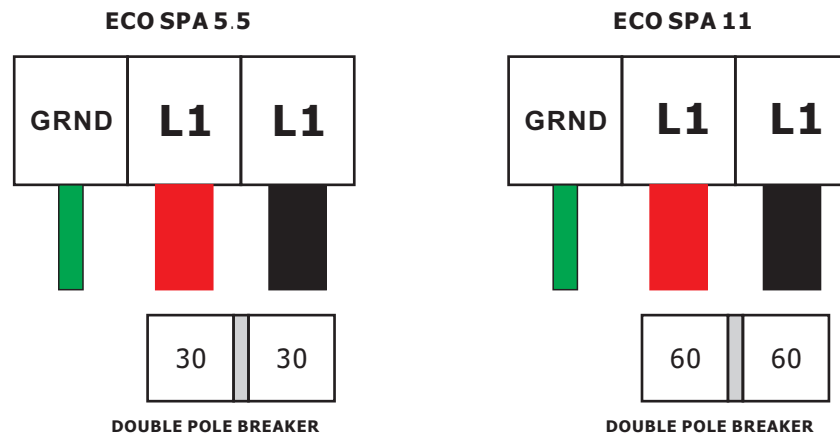 ECO SPA 5.5
GRND L1 L1
30 30
DOUBLE POLE BREAKER
ECO SPA 11
GRND L1 L1
60 60
DOUBLE POLE BREAKER